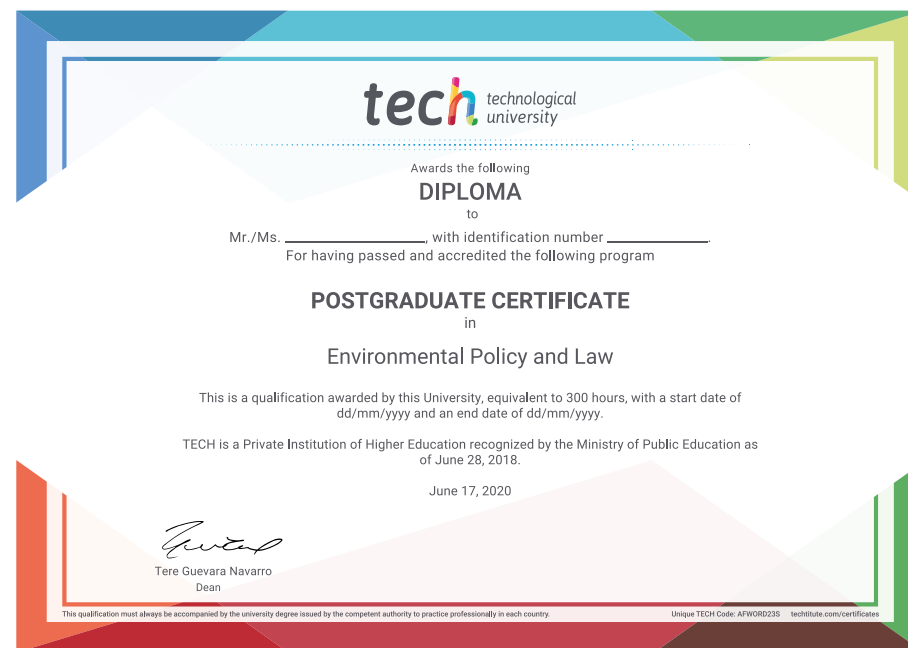 tech technological
university
Awards the following
DIPLOMA
to
Mr./Ms. ____________________, with identification number ______________.
For having passed and accredited the following program
POSTGRADUATE CERTIFICATE
in
Environmental Policy and Law
This is a qualification awarded by this University, equivalent to 300 hours, with a start date of
dd/mm/yyyy and an end date of dd/mm/yyyy.
TECH is a Private Institution of Higher Education recognized by the Ministry of Public Education as
of June 28, 2018.
June 17, 2020
Tere Guevara Navarro
Dean
This qualification must always be accompanied by the university degree issued by the competent authority to practice professionally in each country. Unique TECH Code: AFWORD23S techtitute.com/certificates